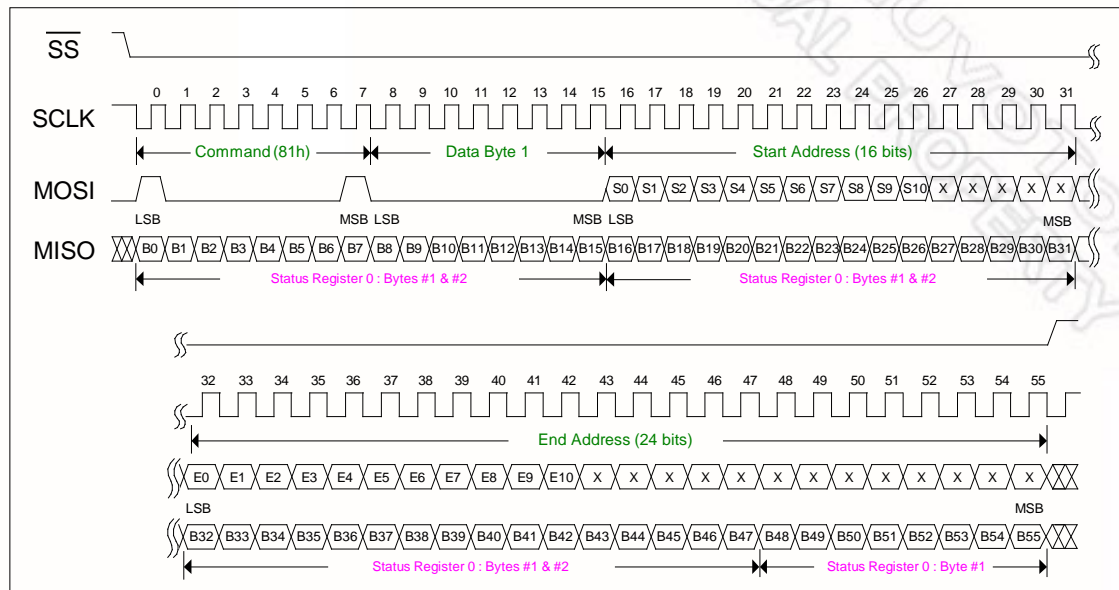 SS
0 1 2 3 4 5 6 7 8 9 10 11 12 13 14 15 16 17 18 19 20 21 22 23 24 25 26 27 28 29 30 31
SCLK
Command (81h) Data Byte 1 Start Address (16 bits)
MOSI S0 S1 S2 S3 S4 S5 S6 S7 S8 S9 S10 X X X X X
LSB MSB LSB MSB LSB MSB
MISO B0 B1 B2 B3 B4 B5 B6 B7 B8 B9 B10 B11 B12 B13 B14 B15 B16 B17 B18 B19 B20 B21 B22 B23 B24 B25 B26 B27 B28 B29 B30 B31
Status Register 0 : Bytes #1 & #2 Status Register 0 : Bytes #1 & #2
32 33 34 35 36 37 38 39 40 41 42 43 44 45 46 47 48 49 50 51 52 53 54 55
End Address (24 bits)
E0 E1 E2 E3 E4 E5 E6 E7 E8 E9 E10 X X X X X X X X X X X X X
LSB MSB
B32 B33 B34 B35 B36 B37 B38 B39 B40 B41 B42 B43 B44 B45 B46 B47 B48 B49 B50 B51 B52 B53 B54 B55
Status Register 0 : Bytes #1 & #2 Status Register 0 : Byte #1